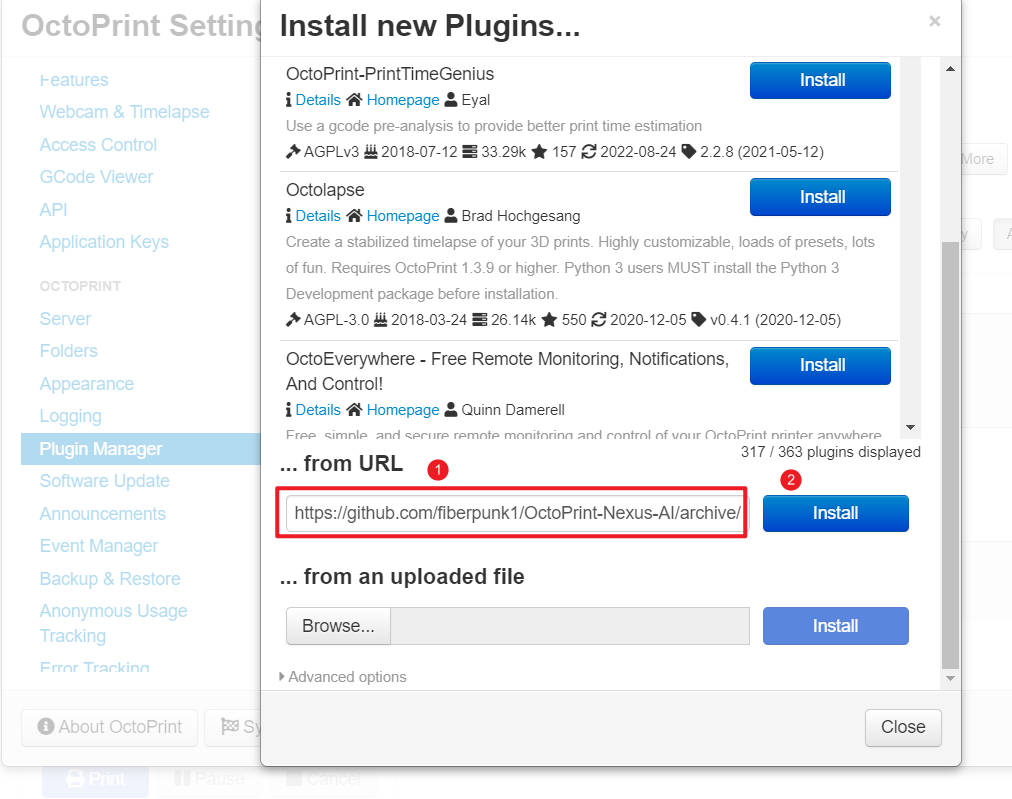 OctoPrint Setting
Features
Webcam & Timelapse
Access Control
GCode Viewer
API
Application Keys
OCTOPRINT
Server
Folders
Appearance
Logging
Plugin Manager
Software Update
Announcements
Event Manager
Backup & Restore
Anonymous Usage
Tracking
Error Tracking
About OctoPrint
Sy
Print
Pause
Cancel
More
y
A
Install new Plugins...
×
OctoPrint-PrintTimeGenius
Install
Details Homepage Eyal
Use a gcode pre-analysis to provide better print time estimation
AGPLv3 2018-07-12 33.29k 157 2022-08-24 2.2.8 (2021-05-12)
Octolapse
Install
Details Homepage Brad Hochgesang
Create a stabilized timelapse of your 3D prints. Highly customizable, loads of presets, lots
of fun. Requires OctoPrint 1.3.9 or higher. Python 3 users MUST install the Python 3
Development package before installation.
AGPL-3.0 2018-03-24 26.14k 550 2020-12-05 v0.4.1 (2020-12-05)
OctoEverywhere - Free Remote Monitoring, Notifications,
And Control!
Install
Details Homepage Quinn Damerell
Free, simple, and secure remote monitoring and control of your OctoPrint printer anywhere
317 / 363 plugins displayed
... from URL
1
2
https://github.com/fiberpunk1/OctoPrint-Nexus-AI/archive/
Install
... from an uploaded file
Browse...
Install
Advanced options
Close